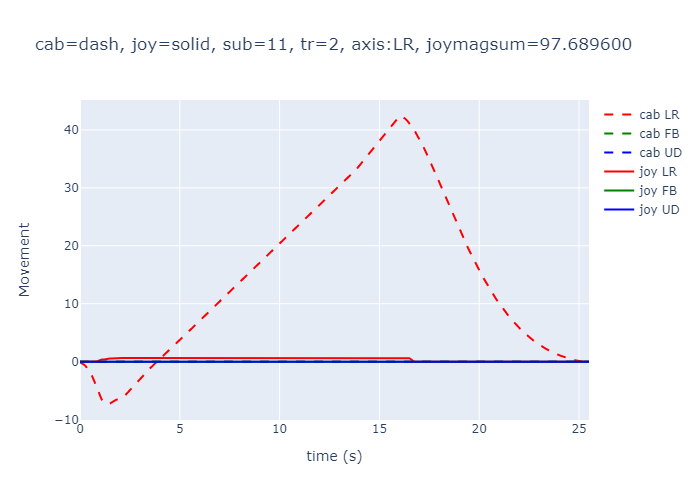 cab=dash, joy=solid, sub=11, tr=2, axis:LR, joymagsum=97.689600
cab LR
cab FB
cab UD
joy LR
joy FB
joy UD
Movement
40
30
20
10
0
−10
0 5 10 15 20 25
time (s)